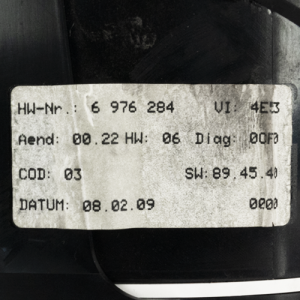 HW-Nr.: 6 976 284 VI: 4E53
Aend: 00.22 HW: 06 Diag: 00F0
COD: 03 SW: 89,45.40
DATUM: 08.02.09 0000